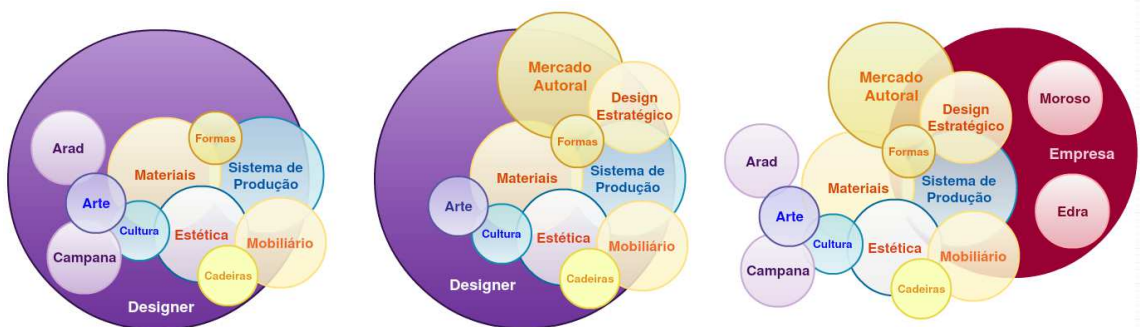 Arad
Formas
Materiais
Sistema de
Produção
Arte
Cultura
Estética
Mobiliário
Campana
Cadeiras
Designer
Mercado
Autoral
Design
Estratégico
Formas
Materiais
Sistema de
Produção
Arte
Cultura
Estética
Mobiliário
Cadeiras
Designer
Mercado
Autoral
Design
Estratégico
Moroso
Formas
Empresa
Arad
Materiais
Sistema de
Produção
Arte
Edra
Cultura
Estética
Mobiliário
Campana
Cadeiras